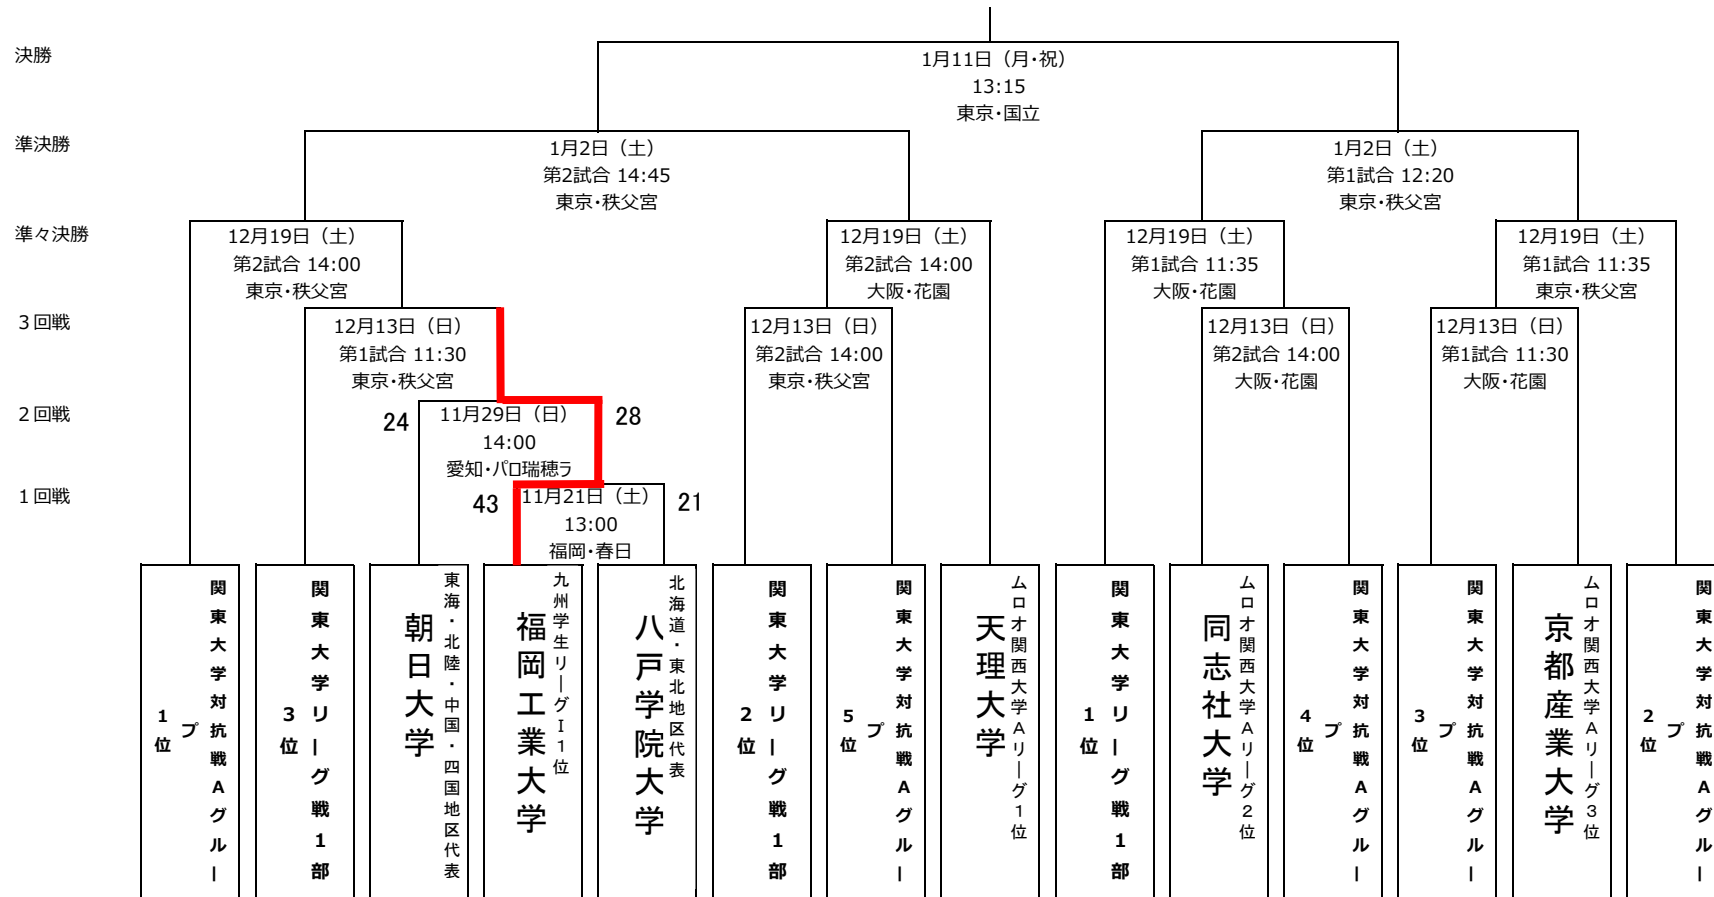 決勝
1月11日（月・祝）
13:15
東京・国立
準決勝
1月2日（土）
第2試合 14:45
東京・秩父宮
1月2日（土）
第1試合 12:20
東京・秩父宮
準々決勝
12月19日（土）
第2試合 14:00
東京・秩父宮
12月19日（土）
第2試合 14:00
大阪・花園
12月19日（土）
第1試合 11:35
大阪・花園
12月19日（土）
第1試合 11:35
東京・秩父宮
３回戦
12月13日（日）
第1試合 11:30
東京・秩父宮
12月13日（日）
第2試合 14:00
東京・秩父宮
12月13日（日）
第2試合 14:00
大阪・花園
12月13日（日）
第1試合 11:30
大阪・花園
２回戦
24
11月29日（日）
14:00
愛知・パロ瑞穂ラ
28
１回戦
43
11月21日（土）
13:00
福岡・春日
21
関東大学対抗戦Aグルー
プ
1位
関東大学リーグ戦1部
3位
東海・北陸・中国・四国地区代表
朝日大学
九州学生リーグⅠ１位
福岡工業大学
北海道・東北地区代表
八戸学院大学
関東大学リーグ戦1部
2位
関東大学対抗戦Aグルー
プ
5位
ムロオ関西大学Aリーグ１位
天理大学
関東大学リーグ戦1部
1位
ムロオ関西大学Aリーグ２位
同志社大学
関東大学対抗戦Aグルー
プ
4位
関東大学対抗戦Aグルー
プ
3位
ムロオ関西大学Aリーグ３位
京都産業大学
関東大学対抗戦Aグルー
プ
2位